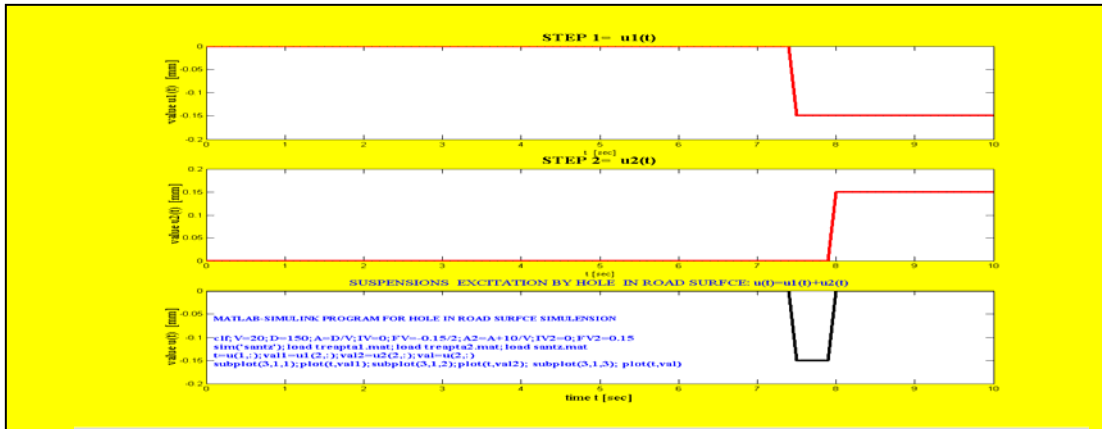 STEP 1= u1(t)
value u1(t) [mm]
0
-0.05
-0.1
-0.15
-0.2
0 1 2 3 4 5 6 7 8 9 10
t [sec]
STEP 2= u2(t)
value u2(t) [mm]
0.2
0.15
0.1
0.05
0
0 1 2 3 4 5 6 7 8 9 10
t [sec]
SUSPENSIONS EXCITATION BY HOLE IN ROAD SURFCE: u(t)=u1(t)+u2(t)
value u(t) [mm]
0
-0.05
-0.1
-0.15
-0.2
MATLAB-SIMULINK PROGRAM FOR HOLE IN ROAD SURFCE SIMULENSION
clf; V=20; D=150; A=D/V; IV=0; FV=-0.15/2; A2=A+10/V; IV2=0; FV2=0.15
sim('santz'); load treapta1.mat; load treapta2.mat; load santz.mat
t=u(1,:); val1=u1(2,:); val2=u2(2,:); val=u(2,:)
subplot(3,1,1); plot(t,val1); subplot(3,1,2); plot(t,val2); subplot(3,1,3); plot(t,val)
0 1 2 3 4 5 6 7 8 9 10
time t [sec]